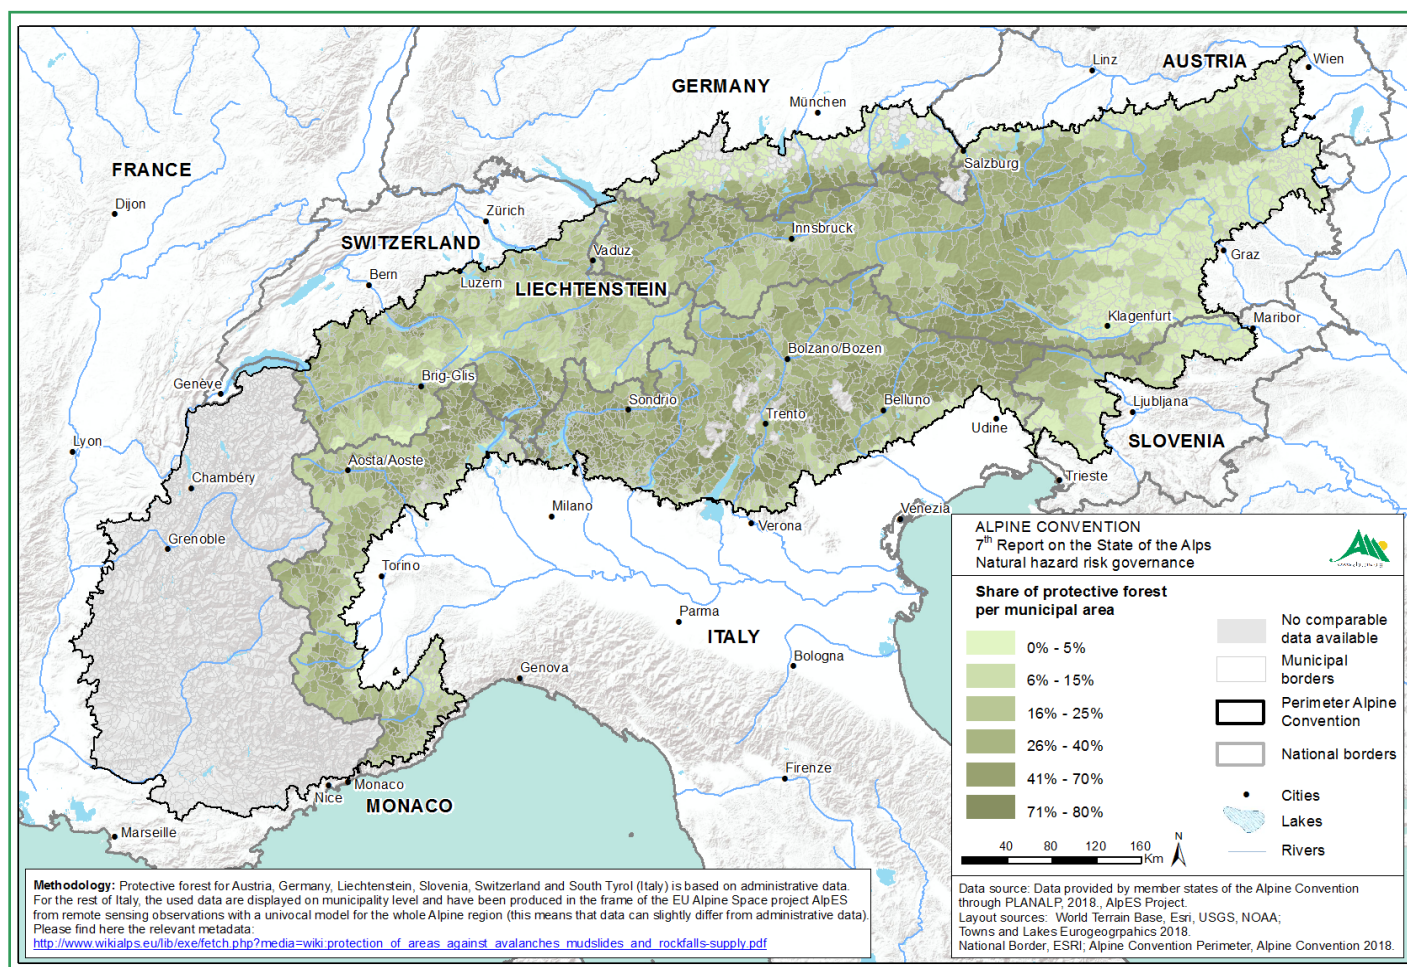 AUSTRIA
Linz
Wien
GERMANY
München
FRANCE
Salzburg
Dijon
Zürich
Innsbruck
SWITZERLAND
Vaduz
Graz
Bern
Luzern
LIECHTENSTEIN
Klagenfurt
Maribor
Bolzano/Bozen
Genève
Brig-Glis
Sondrio
Belluno
Ljubljana
Trento
Udine
SLOVENIA
Lyon
Aosta/Aoste
Trieste
Chambéry
Milano
Venezia
Verona
Grenoble
Torino
Parma
ITALY
Bologna
Genova
Firenze
Monaco
Nice
MONACO
Marseille
ALPINE CONVENTION
7th Report on the State of the Alps
Natural hazard risk governance
Share of protective forest
per municipal area
0% - 5%
6% - 15%
16% - 25%
26% - 40%
41% - 70%
71% - 80%
No comparable
data available
Municipal
borders
Perimeter Alpine
Convention
National borders
Cities
Lakes
Rivers
N
40 80 120 160
Km
Data source: Data provided by member states of the Alpine Convention
through PLANALP, 2018., AlpES Project.
Layout sources: World Terrain Base, Esri, USGS, NOAA;
Towns and Lakes Eurogeogrpahics 2018.
National Border, ESRI; Alpine Convention Perimeter, Alpine Convention 2018.
Methodology: Protective forest for Austria, Germany, Liechtenstein, Slovenia, Switzerland and South Tyrol (Italy) is based on administrative data.
For the rest of Italy, the used data are displayed on municipality level and have been produced in the frame of the EU Alpine Space project AlpES
from remote sensing observations with a univocal model for the whole Alpine region (this means that data can slightly differ from administrative data).
Please find here the relevant metadata:
http://www.wikialps.eu/lib/exe/fetch.php?media=wiki:protection_of_areas_against_avalanches_mudslides_and_rockfalls-supply.pdf